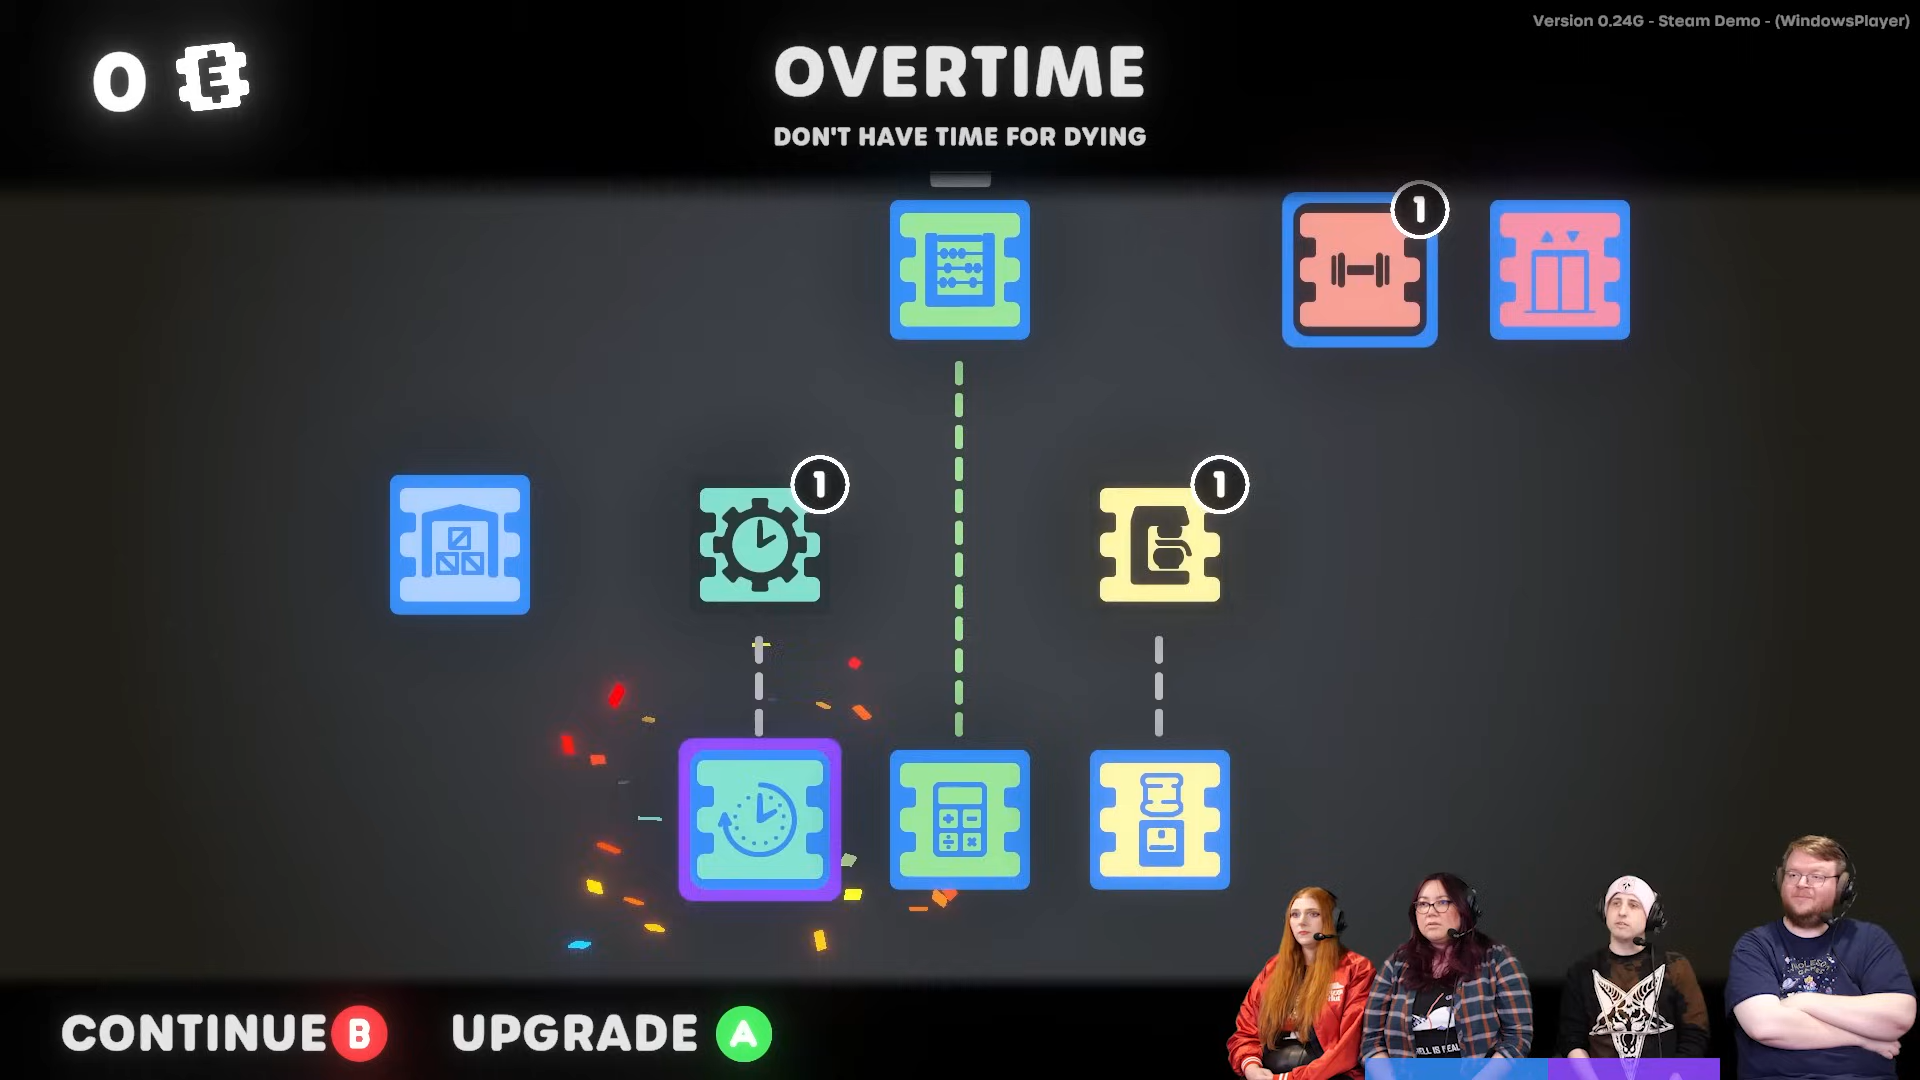 Version 0.24G - Steam Demo - (WindowsPlayer)
0 E
OVERTIME
DON'T HAVE TIME FOR DYING
1
1
1
CONTINUE B
UPGRADE A